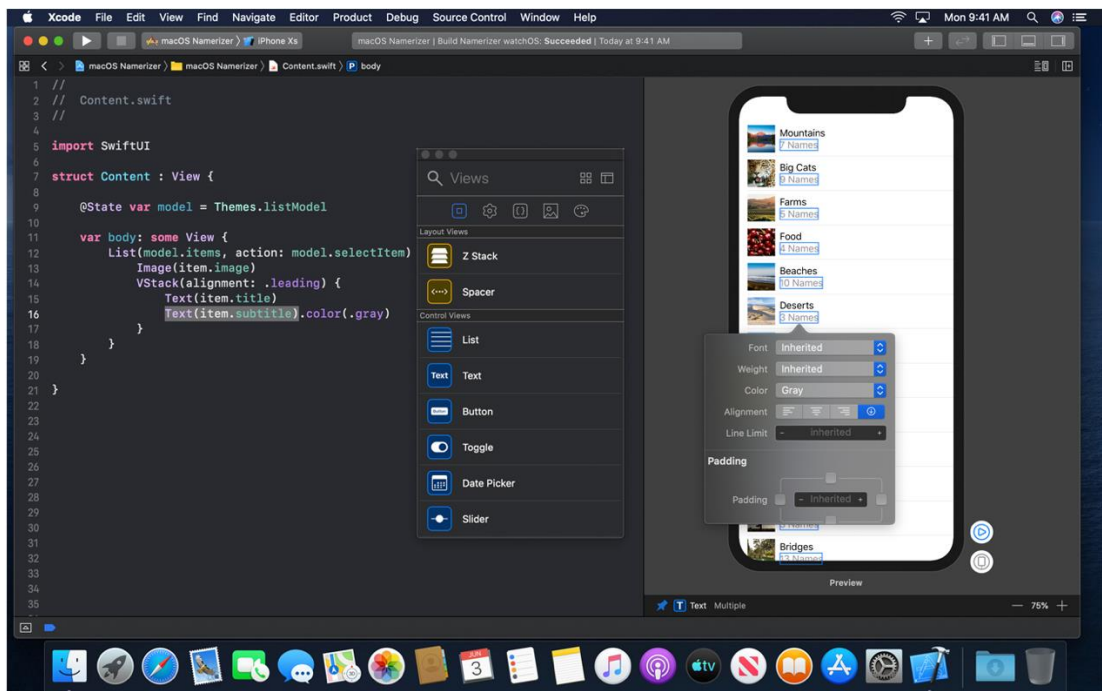 Xcode File Edit View Find Navigate Editor Product Debug Source Control Window Help
Mon 9:41 AM
macOS Namerizer 〉 iPhone Xs
macOS Namerizer | Build Namerizer watchOS: Succeeded | Today at 9:41 AM
macOS Namerizer 〉 macOS Namerizer 〉 Content.swift 〉 P body
1 //
2 // Content.swift
3 //
4
5 import SwiftUI
6
7 struct Content : View {
8
9 @State var model = Themes.listModel
10
11 var body: some View {
12 List(model.items, action: model.selectItem)
13 Image(item.image)
14 VStack(alignment: .leading) {
15 Text(item.title)
16 Text(item.subtitle).color(.gray)
17 }
18 }
19 }
20
21 }
22
23
24
25
26
27
28
29
30
31
32
33
34
35
Views
Layout Views
Z Stack
Spacer
Control Views
List
Text Text
Button Button
Toggle
Date Picker
Slider
Mountains
7 Names
Big Cats
9 Names
Farms
5 Names
Food
4 Names
Beaches
10 Names
Deserts
3 Names
Font Inherited
Weight Inherited
Color Gray
Alignment
Line Limit - inherited +
Padding
Padding - Inherited +
Bridges
13 Names
Preview
T Text Multiple
— 75% +
JUN
3
tv